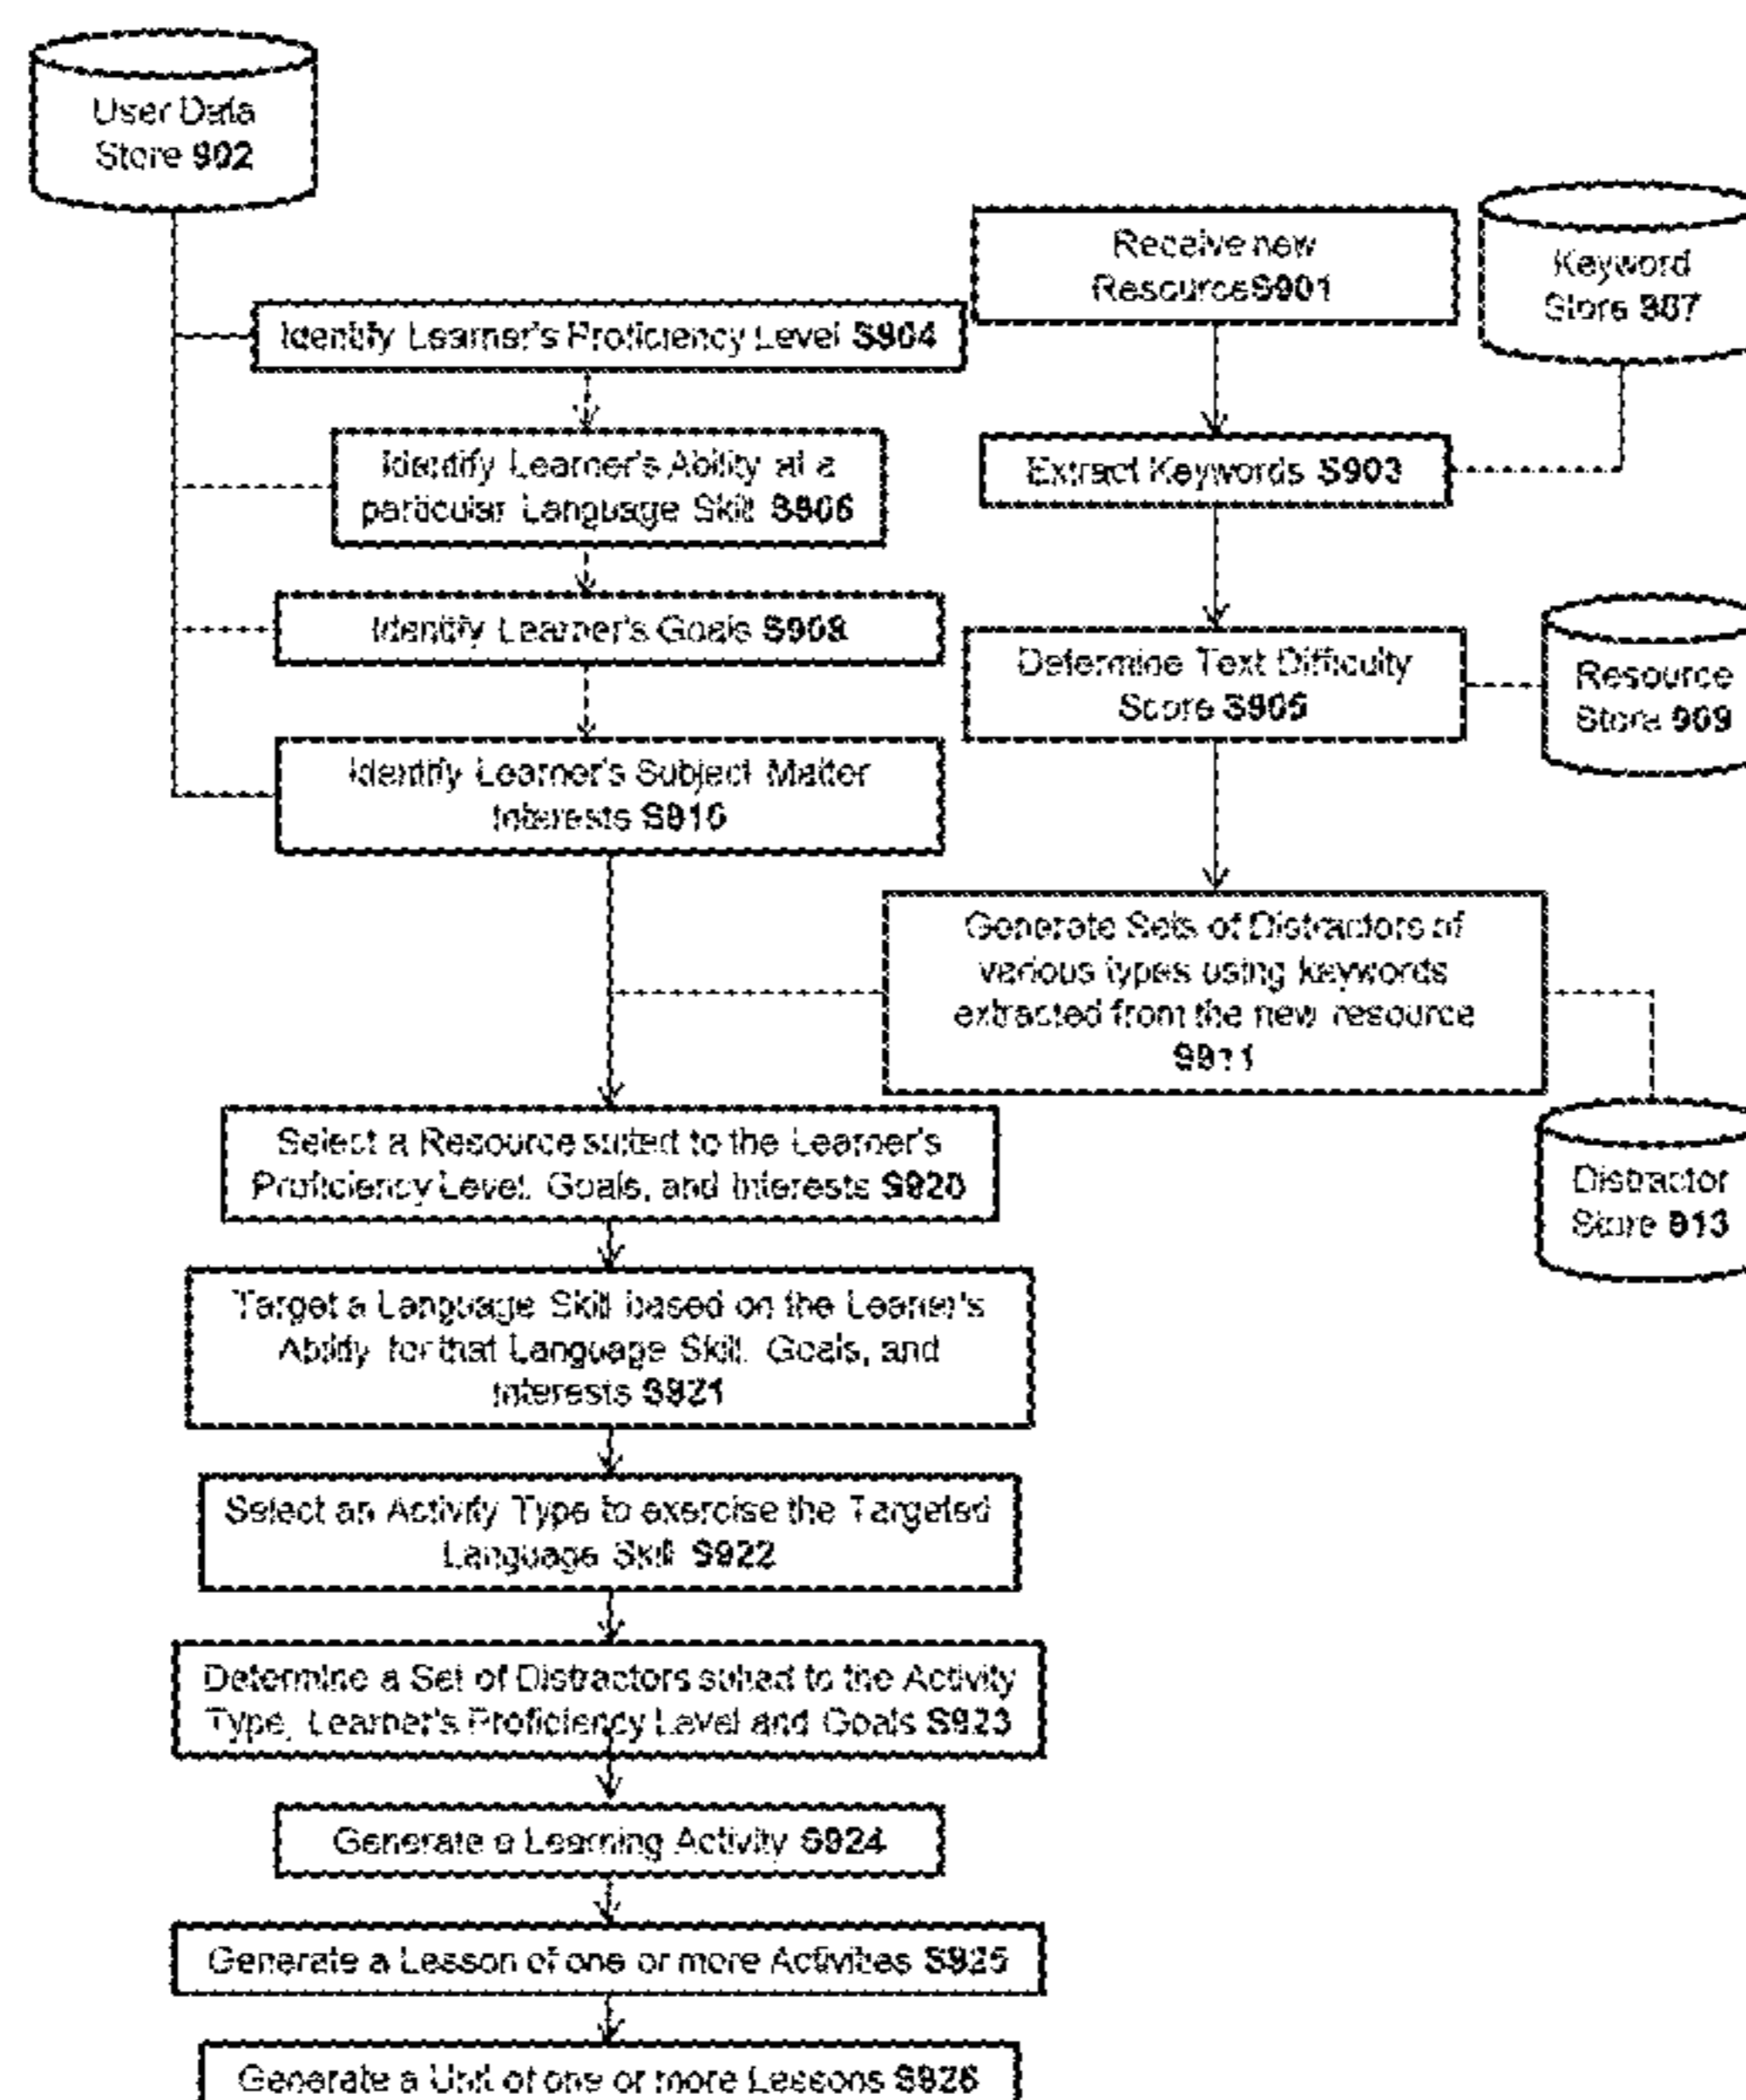 User Data
Store 902
Receive new
ResourceS901
Keyword
Store 907
Identify Learner's Proficiency Level S904
Identify Learner's Ability at a
particular Language Skill S906
Extract Keywords S903
Identify Learner's Goals S908
Determine Text Difficulty
Score S905
Resource
Store 909
Identify Learner's Subject Matter
Interests S910
Generate Sets of Distractors of
various types using keywords
extracted from the new resource
S911
Select a Resource suited to the Learner's
Proficiency Level, Goals, and Interests S920
Distractor
Store 913
Target a Language Skill based on the Leaner's
Ability for that Language Skill, Goals, and
Interests S921
Select an Activity Type to exercise the Targeted
Language Skill S922
Determine a Set of Distractors suited to the Activity
Type, Learner's Proficiency Level and Goals S923
Generate a Learning Activity S924
Generate a Lesson of one or more Activities S925
Generate a Unit of one or more Lessons S926